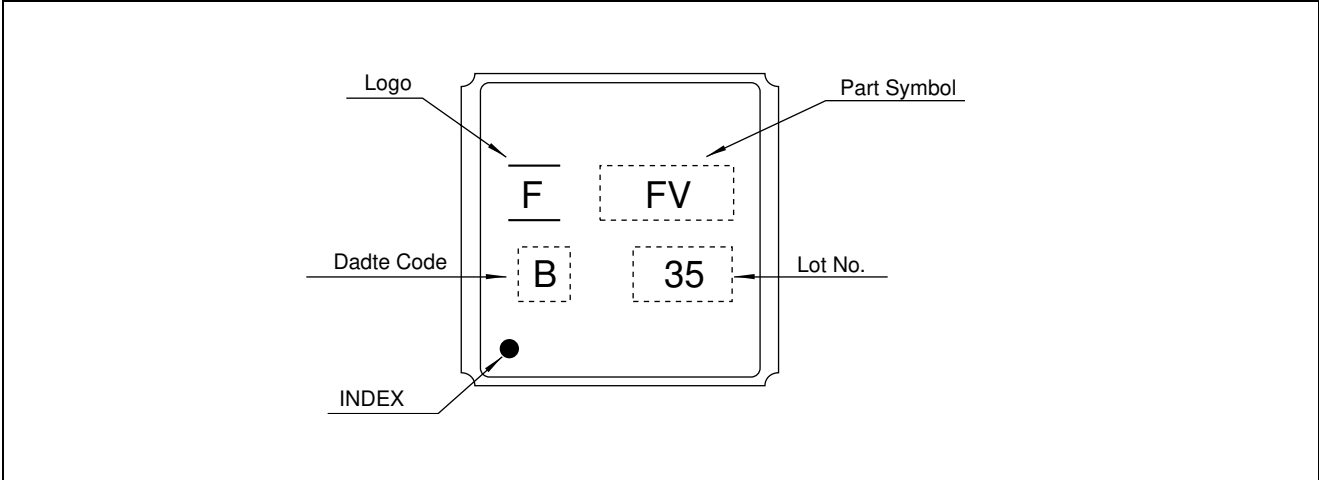 Logo
Part Symbol
F
FV
Dadte Code
B
35
Lot No.
INDEX